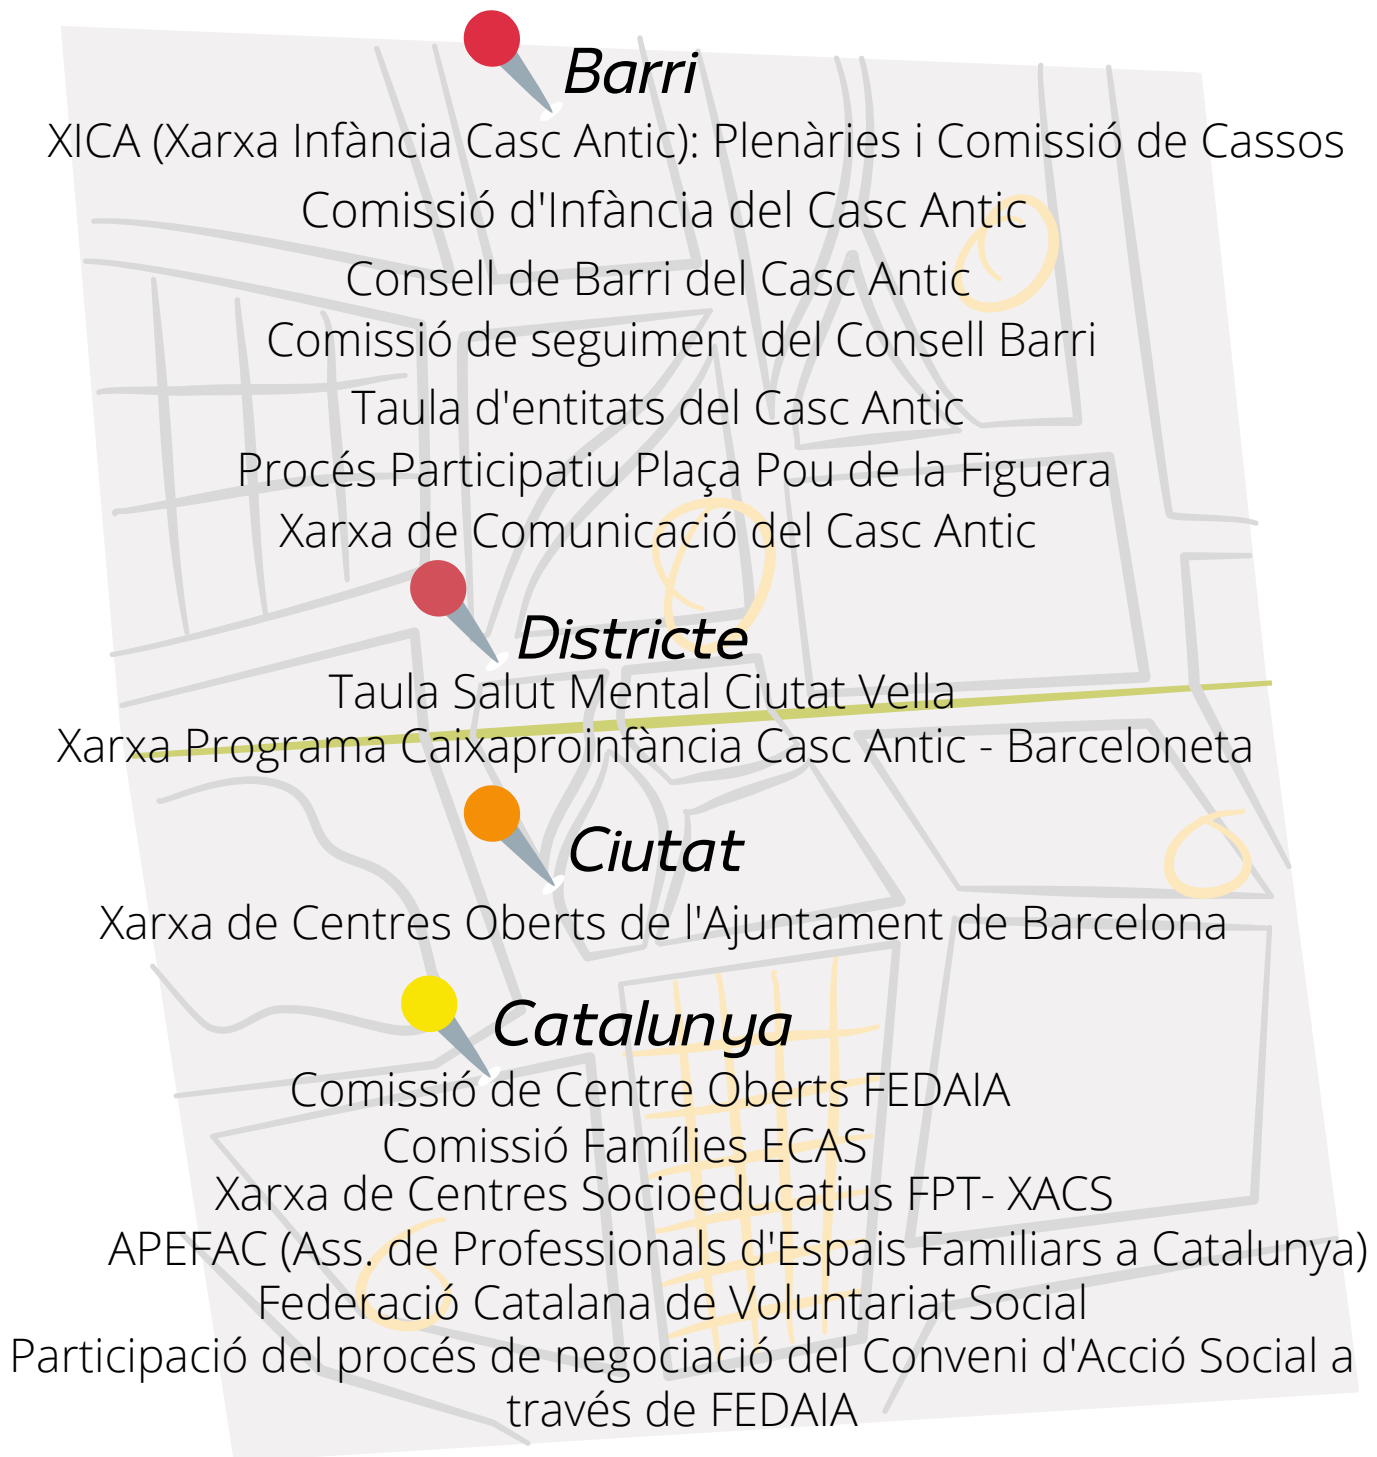 Barri
XICA (Xarxa Infància Casc Antic): Plenàries i Comissió de Cassos
Comissió d'Infància del Casc Antic
Consell de Barri del Casc Antic
Comissió de seguiment del Consell Barri
Taula d'entitats del Casc Antic
Procés Participatiu Plaça Pou de la Figuera
Xarxa de Comunicació del Casc Antic
Districte
Taula Salut Mental Ciutat Vella
Xarxa Programa Caixaproinfància Casc Antic - Barceloneta
Ciutat
Xarxa de Centres Oberts de l'Ajuntament de Barcelona
Catalunya
Comissió de Centre Oberts FEDAIA
Comissió Famílies ECAS
Xarxa de Centres Socioeducatius FPT- XACS
APEFAC (Ass. de Professionals d'Espais Familiars a Catalunya)
Federació Catalana de Voluntariat Social
Participació del procés de negociació del Conveni d'Acció Social a
través de FEDAIA